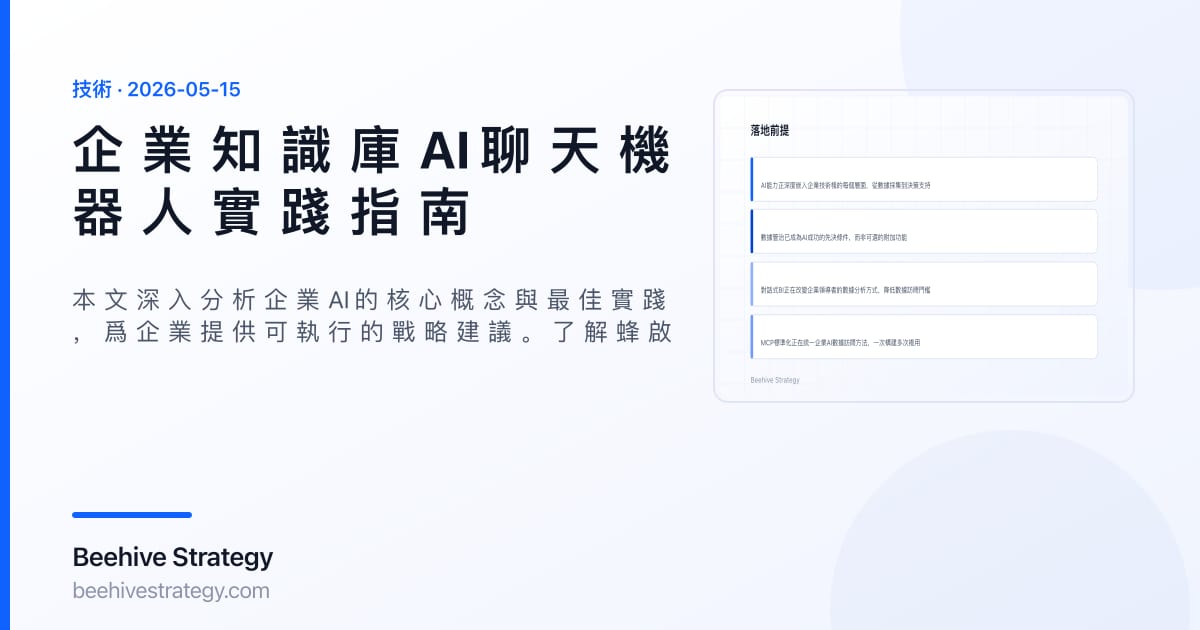 技術 · 2026-05-15
企業知識庫AI聊天機
器人實踐指南
本文深入分析企業AI的核心概念與最佳實踐
，爲企業提供可執行的戰略建議。了解蜂啟
Beehive Strategy
beehivestrategy.com
落地前提
AI能力正深度嵌入企業技術棧的每個層面，從數據採集到決策支持
數據管治已成為AI成功的先決條件，而非可選的附加功能
對話式BI正在改變企業領導者的數據分析方式，降低數據訪問門檻
MCP標準化正在統一企業AI數據訪問方法，一次構建多次複用
Beehive Strategy